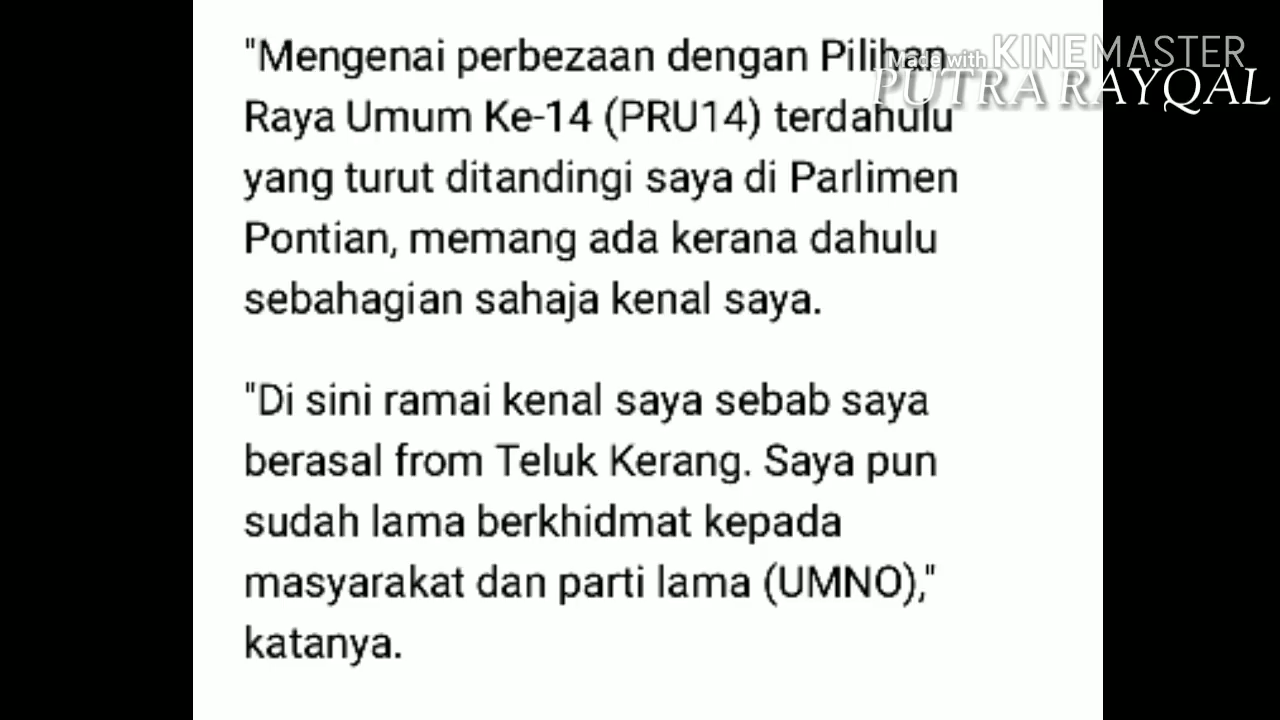 "Mengenai perbezaan dengan Pilihan
Raya Umum Ke-14 (PRU14) terdahulu
yang turut ditandingi saya di Parlimen
Pontian, memang ada kerana dahulu
sebahagian sahaja kenal saya.
"Di sini ramai kenal saya sebab saya
berasal from Teluk Kerang. Saya pun
sudah lama berkhidmat kepada
masyarakat dan parti lama (UMNO),"
katanya.
Made with KINEMASTER
PUTRA RAYQAL